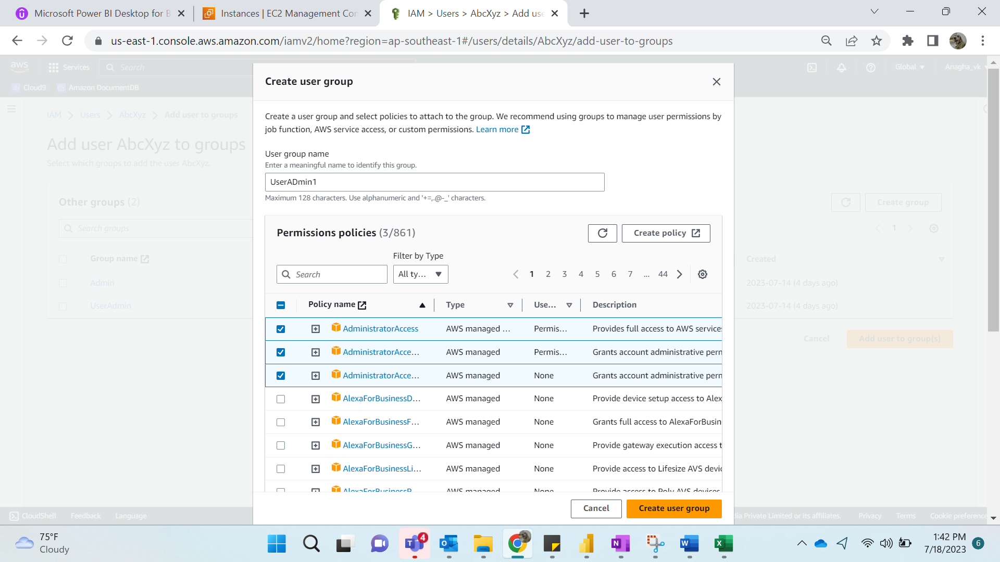 Microsoft Power BI Desktop for B
Instances | EC2 Management Con
IAM > Users > AbcXyz > Add use
us-east-1.console.aws.amazon.com/iamv2/home?region=ap-southeast-1#/users/details/AbcXyz/add-user-to-groups
aws
Services
Search
Global
Anagha_vk
Cloud9
Amazon DocumentDB
IAM
Users
AbcXyz
Add user to groups
Add user AbcXyz to groups
Select which groups to add the user AbcXyz.
Other groups (2)
Create group
Search groups
1
Group name
Created
Admin
2023-07-14 (4 days ago)
UserAdmin
2023-07-14 (4 days ago)
Cancel
Add user to group(s)
Create user group
Create a user group and select policies to attach to the group. We recommend using groups to manage user permissions by
job function, AWS service access, or custom permissions. Learn more
User group name
Enter a meaningful name to identify this group.
UserADmin1
Maximum 128 characters. Use alphanumeric and '+=,.@-_' characters.
Permissions policies (3/861)
Create policy
Filter by Type
Search
All ty...
1 2 3 4 5 6 7 ... 44
Policy name Type Use... Description
AdministratorAccess AWS managed ... Permis... Provides full access to AWS services
AdministratorAcce... AWS managed Permis... Grants account administrative perm
AdministratorAcce... AWS managed None Grants account administrative perm
AlexaForBusinessD... AWS managed None Provide device setup access to Alex
AlexaForBusinessF... AWS managed None Grants full access to AlexaForBusin
AlexaForBusinessG... AWS managed None Provide gateway execution access t
AlexaForBusinessLi... AWS managed None Provide access to Lifesize AVS devic
AlexaForBusinessP... AWS managed None Provide access to Poly AVS devices
Cancel
Create user group
CloudShell
Feedback
Language
dia Private Limited or its affiliates.
Privacy
Terms
Cookie preference
75°F
Cloudy
4
1:42 PM
7/18/2023
6